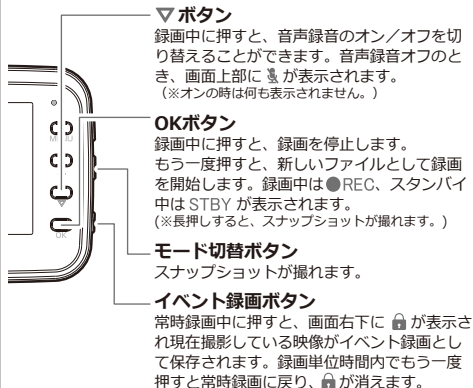 ▽ボタン
録画中に押すと、音声録音のオン／オフを切
り替えることができます。音声録音オフのと
き、画面上部に が表示されます。
（※オンの時は何も表示されません。）
OKボタン
録画中に押すと、録画を停止します。
もう一度押すと、新しいファイルとして録画
を開始します。録画中は●REC、スタンバイ
中は STBY が表示されます。
(※長押しすると、スナップショットが撮れます。)
モード切替ボタン
スナップショットが撮れます。
イベント録画ボタン
常時録画中に押すと、画面右下に が表示さ
れ現在撮影している映像がイベント録画とし
て保存されます。録画単位時間内でもう一度
押すと常時録画に戻り、 が消えます。
MENU
OK